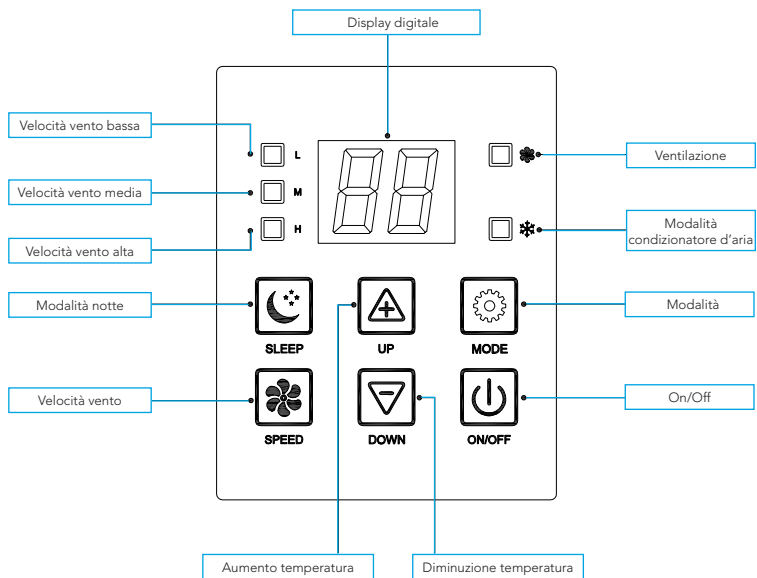 Display digitale
Velocità vento bassa
L
Velocità vento media
M
Velocità vento alta
H
Ventilazione
Modalità
condizionatore d'aria
Modalità notte
SLEEP
UP
MODE
Modalità
Velocità vento
SPEED
DOWN
ON/OFF
On/Off
Aumento temperatura
Diminuzione temperatura